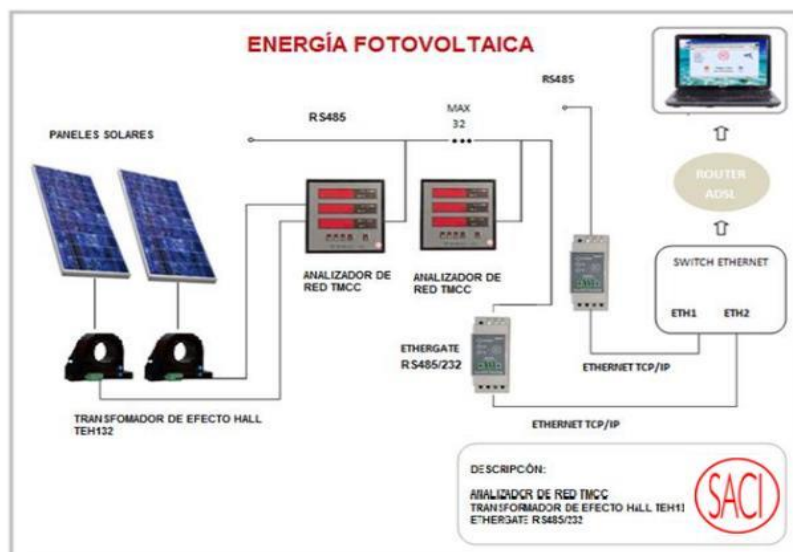 ENERGÍA FOTOVOLTAICA
RS485
MAX
32
RS485
PANELES SOLARES
ROUTER
ADSL
ANALIZADOR DE
RED TMCC
ANALIZADOR DE
RED TMCC
SWITCH ETHERNET
ETH1 ETH2
ETHERGATE
RS485/232
ETHERNET TCP/IP
TRANSFOMADOR DE EFECTO HALL
TEH132
ETHERNET TCP/IP
DESCRIPCÓN:
ANALIZADOR DE RED TMCC
TRANSFORMADOR DE EFECTO HALL TEH13
ETHERGATE RS485/232
SACI